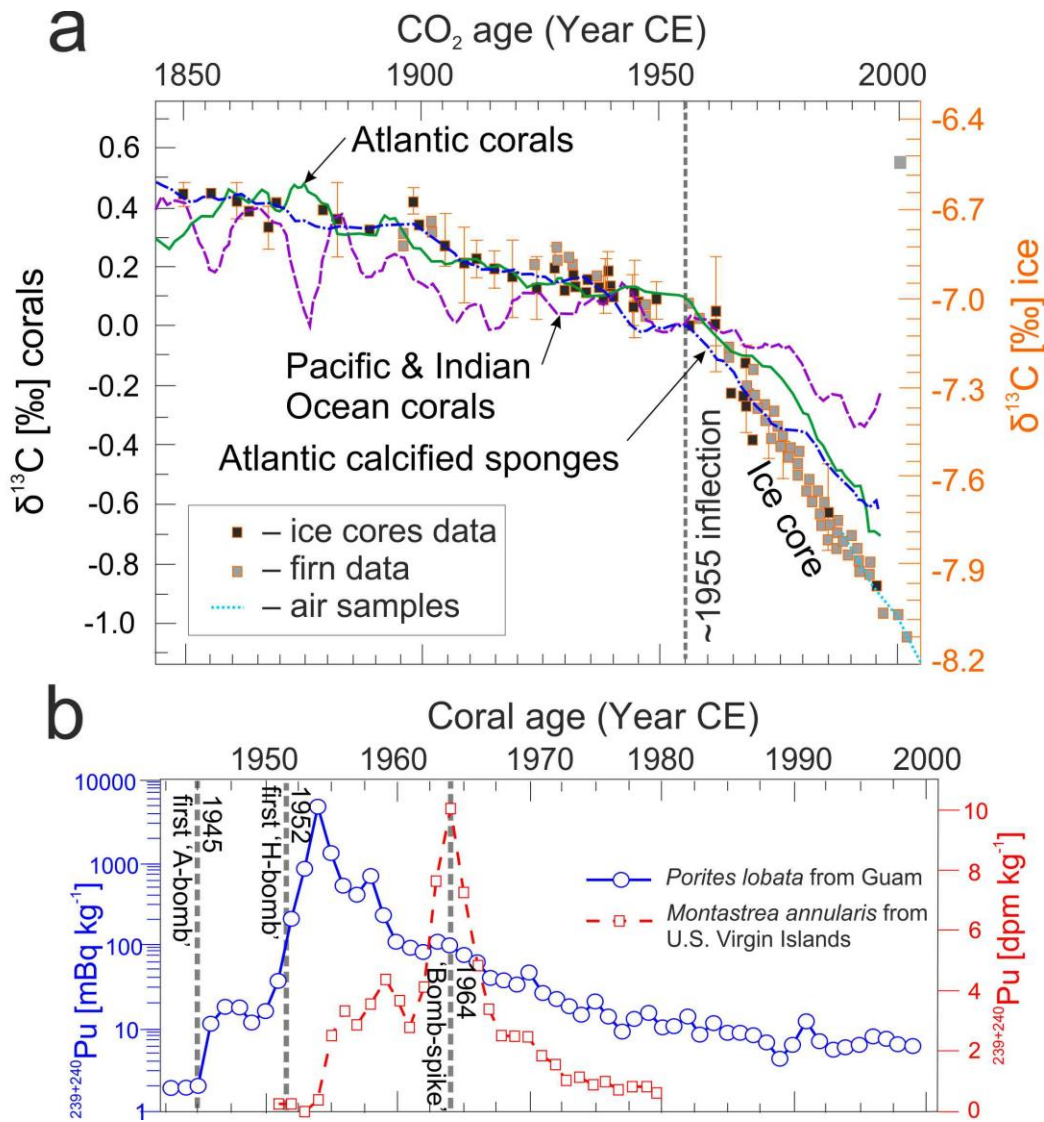 a
CO₂ age (Year CE)
1850 1900 1950 2000
δ¹³C [‰] corals
0.6
0.4
0.2
0.0
-0.2
-0.4
-0.6
-0.8
-1.0
δ¹³C [‰] ice
-6.4
-6.7
-7.0
-7.3
-7.6
-7.9
-8.2
Atlantic corals
Pacific & Indian
Ocean corals
Atlantic calcified sponges
Ice core
~1955 inflection
– ice cores data
– firn data
– air samples
b
Coral age (Year CE)
1950 1960 1970 1980 1990 2000
²³⁹⁺²⁴⁰Pu [mBq kg⁻¹]
10000
1000
100
10
1
1945
first 'A-bomb'
1952
first 'H-bomb'
1964
'Bomb-spike'
Porites lobata from Guam
Montastrea annularis from
U.S. Virgin Islands
²³⁹⁺²⁴⁰Pu [dpm kg⁻¹]
10
8
6
4
2
0